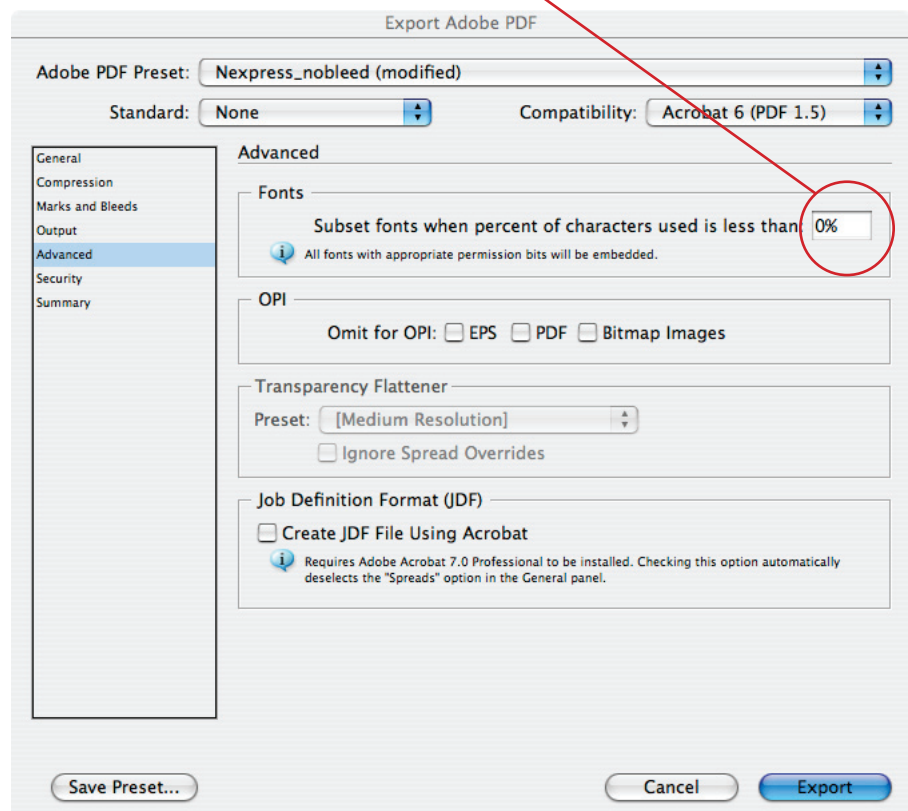 Export Adobe PDF
Adobe PDF Preset: Nexpress_nobleed (modified)
Standard: None Compatibility: Acrobat 6 (PDF 1.5)
General
Compression
Marks and Bleeds
Output
Advanced
Security
Summary
Advanced
Fonts
Subset fonts when percent of characters used is less than: 0%
All fonts with appropriate permission bits will be embedded.
OPI
Omit for OPI: EPS PDF Bitmap Images
Transparency Flattener
Preset: [Medium Resolution]
Ignore Spread Overrides
Job Definition Format (JDF)
Create JDF File Using Acrobat
Requires Adobe Acrobat 7.0 Professional to be installed. Checking this option automatically
deselects the "Spreads" option in the General panel.
Save Preset... Cancel Export